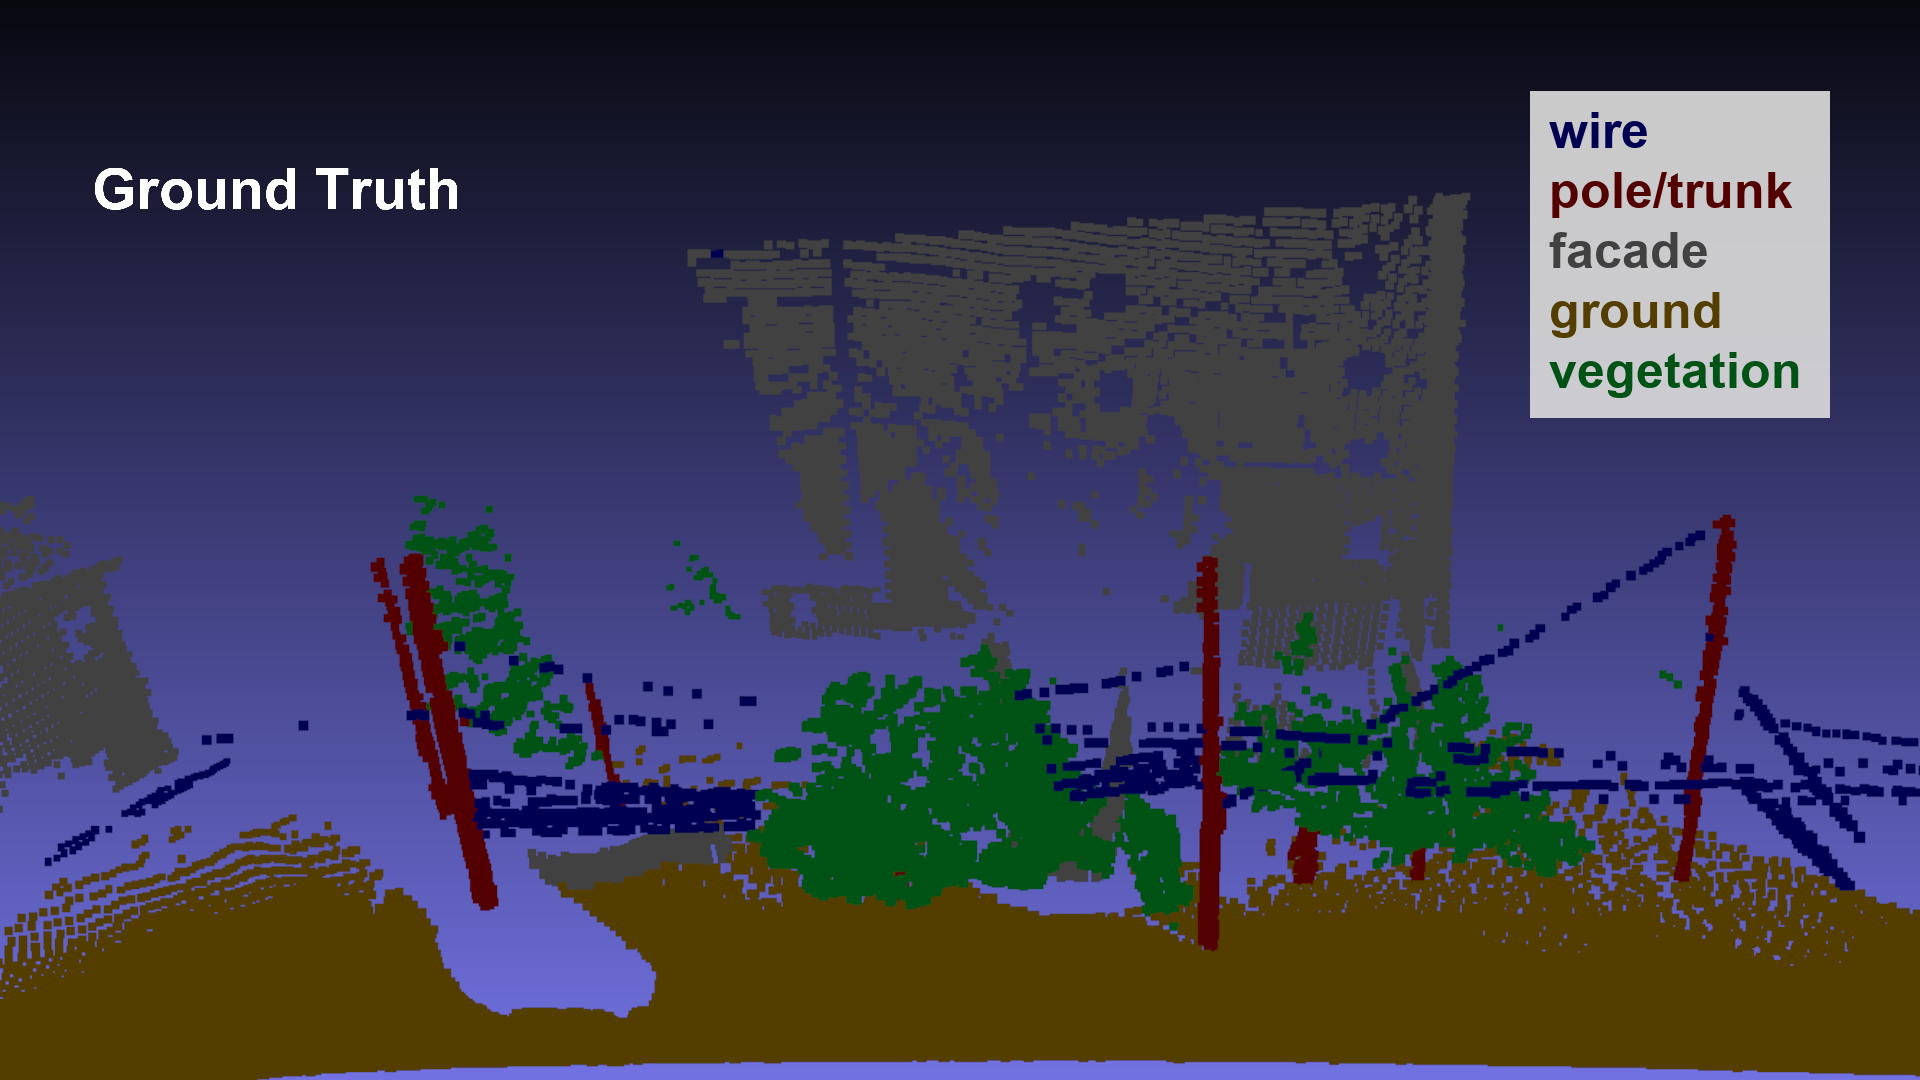 Ground Truth
wire
pole/trunk
facade
ground
vegetation